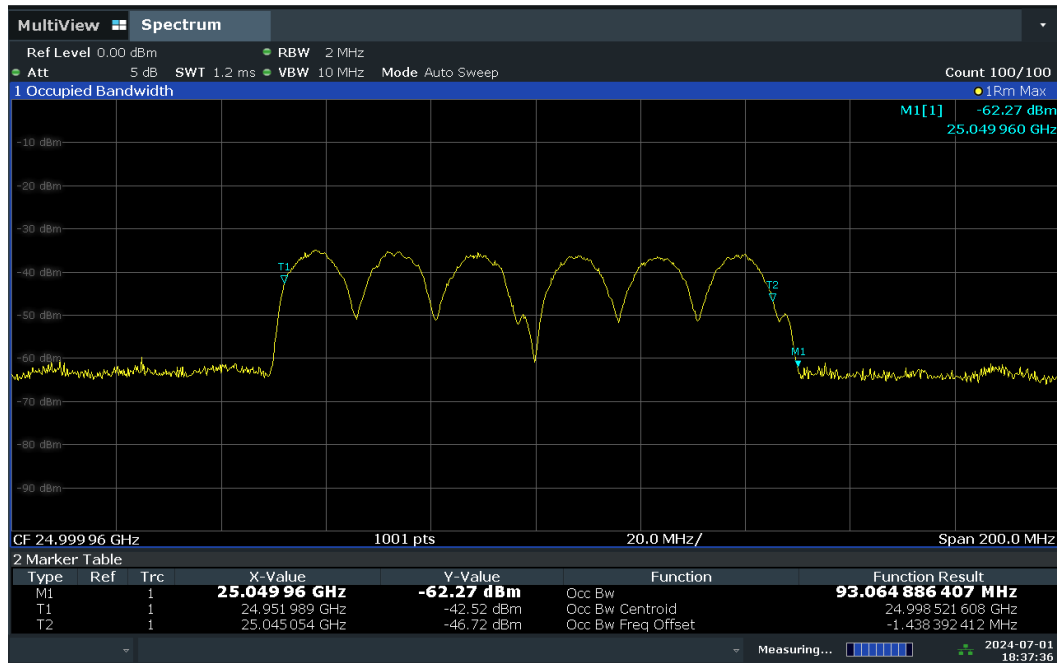 MultiView Spectrum
Ref Level 0.00 dBm RBW 2 MHz
Att 5 dB SWT 1.2 ms VBW 10 MHz Mode Auto Sweep Count 100/100
1 Occupied Bandwidth 1Rm Max
M1[1] -62.27 dBm
25.049 960 GHz
-10 dBm
-20 dBm
-30 dBm
T1
-40 dBm
T2
-50 dBm
M1
-60 dBm
-70 dBm
-80 dBm
-90 dBm
CF 24.999 96 GHz 1001 pts 20.0 MHz/ Span 200.0 MHz
2 Marker Table
Type Ref Trc X-Value Y-Value Function Function Result
M1 1 25.049 96 GHz -62.27 dBm Occ Bw 93.064 886 407 MHz
T1 1 24.951 989 GHz -42.52 dBm Occ Bw Centroid 24.998 521 608 GHz
T2 1 25.045 054 GHz -46.72 dBm Occ Bw Freq Offset -1.438 392 412 MHz
Measuring... 2024-07-01
18:37:36